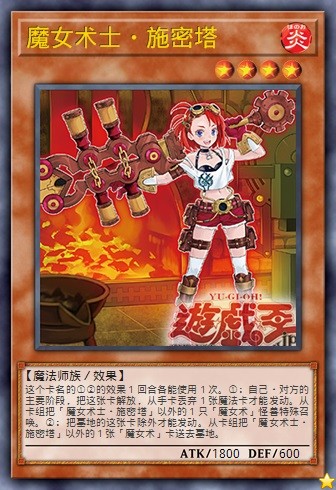 魔女术士·施密塔
炎
YU-GI-OH!
遊戯王
【魔法师族/效果】
这个卡名的①②的效果1回合各能使用1次。①:自己·对方的
主要阶段,把这张卡解放,从手卡丢弃1张魔法卡才能发动。从
卡组把「魔女术士·施密塔」以外的1只「魔女术」怪兽特殊召
唤。②:把墓地的这张卡除外才能发动。从卡组把「魔女术士·
施密塔」以外的1张「魔女术」卡送去墓地。
ATK/1800 DEF/600